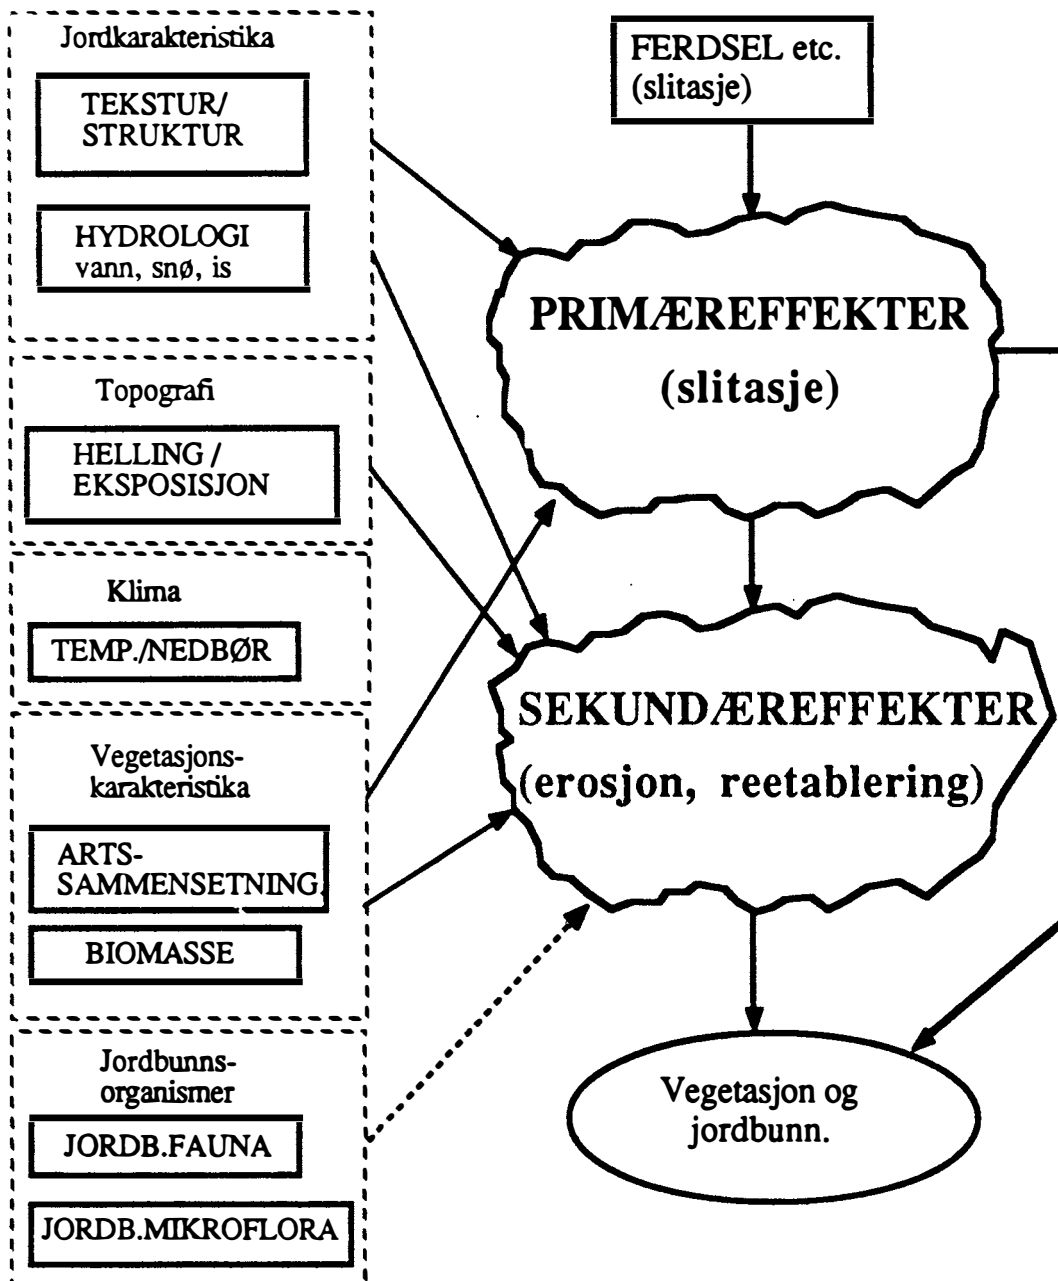 Jordkarakteristika
TEKSTUR/
STRUKTUR
HYDROLOGI
vann, snø, is
Topografi
HELLING /
EKSPOSISJON
Klima
TEMP./NEDBØR
Vegetasjons-
karakteristika
ARTS-
SAMMENSETNING
BIOMASSE
Jordbunns-
organismer
JORDB.FAUNA
JORDB.MIKROFLORA
FERDSEL etc.
(slitasje)
PRIMÆREFFEKTER
(slitasje)
SEKUNDÆREFFEKTER
(erosjon, reetablering)
Vegetasjon og
jordbunn.